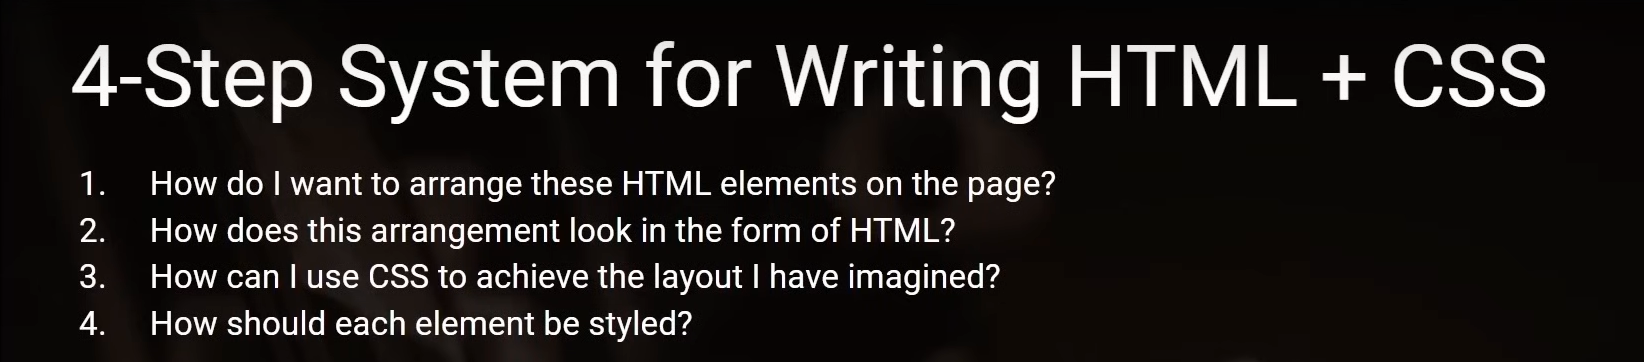 4-Step System for Writing HTML + CSS
1. How do I want to arrange these HTML elements on the page?
2. How does this arrangement look in the form of HTML?
3. How can I use CSS to achieve the layout I have imagined?
4. How should each element be styled?